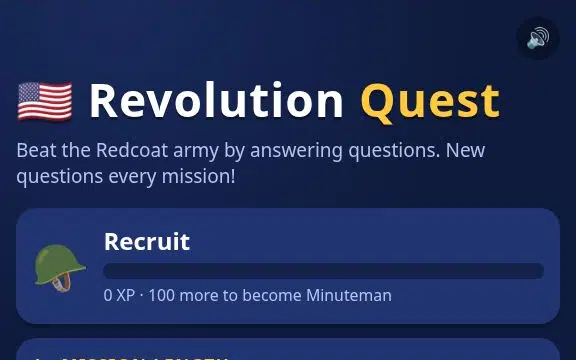 Revolution Quest
Beat the Redcoat army by answering questions. New
questions every mission!
Recruit
0 XP · 100 more to become Minuteman